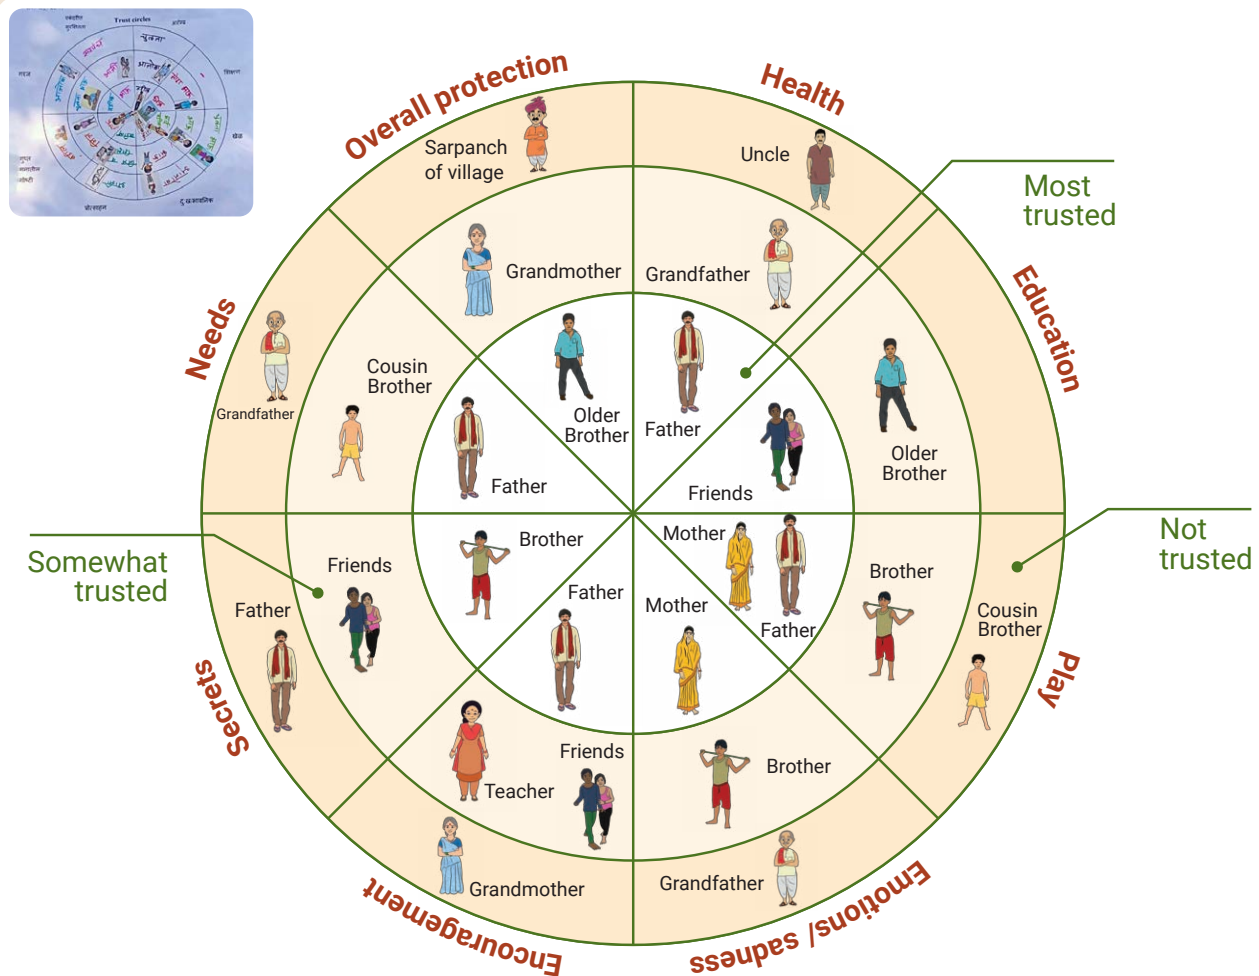 Trust circles
Overall protection
Health
Education
Play
Emotions/ sadness
Encouragement
Secrets
Needs
Most
trusted
Not
trusted
Somewhat
trusted
Sarpanch
of village
Uncle
Grandmother
Grandfather
Older
Brother
Father
Cousin
Brother
Grandfather
Father
Friends
Older
Brother
Brother
Mother
Father
Brother
Cousin
Brother
Friends
Father
Father
Mother
Teacher
Friends
Brother
Grandmother
Grandfather